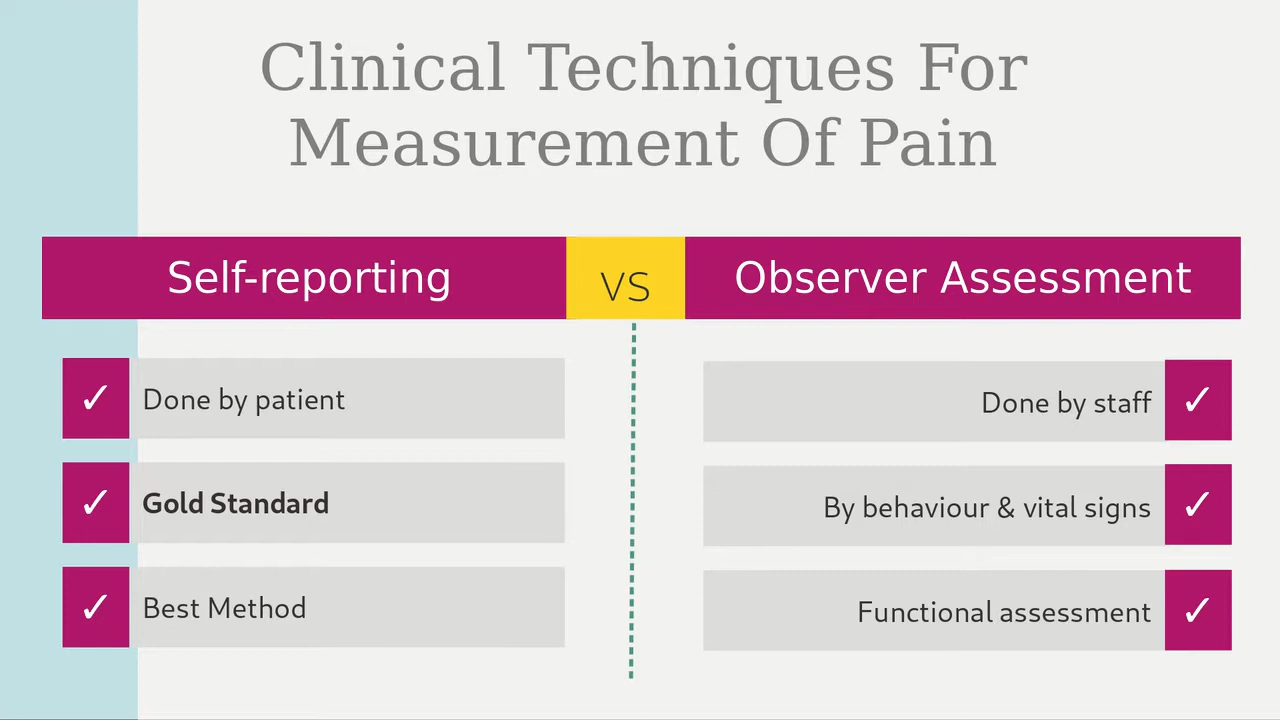 Clinical Techniques For
Measurement Of Pain
Self-reporting
VS
Observer Assessment
✓ Done by patient
✓ Gold Standard
✓ Best Method
Done by staff ✓
By behaviour & vital signs ✓
Functional assessment ✓